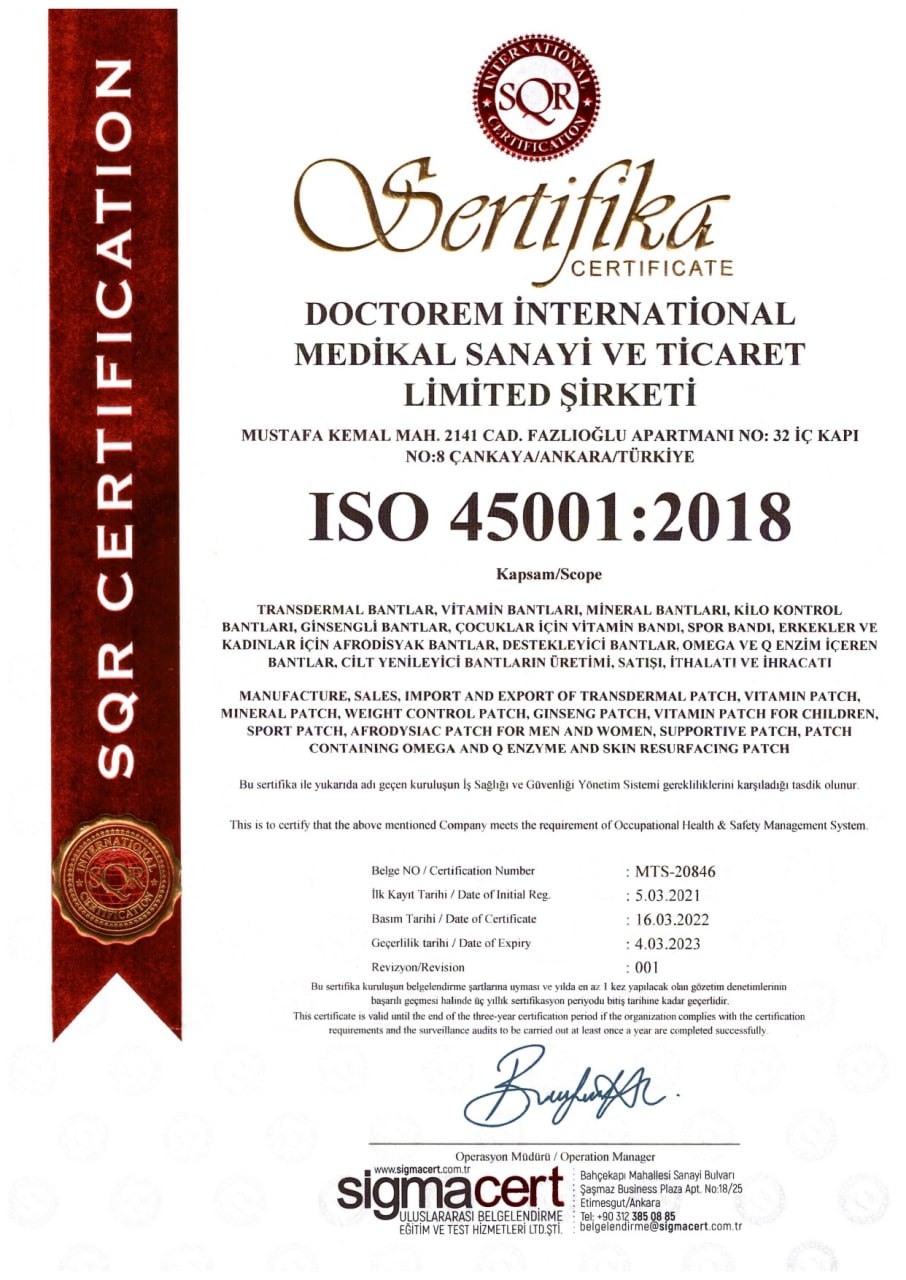 SQR CERTIFICATION
INTERNATIONAL
SQR
CERTIFICATION
Sertifika
CERTIFICATE
DOCTOREM İNTERNATİONAL
MEDİKAL SANAYİ VE TİCARET
LİMİTED ŞİRKETİ
MUSTAFA KEMAL MAH. 2141 CAD. FAZLIOĞLU APARTMANI NO: 32 İÇ KAPI
NO:8 ÇANKAYA/ANKARA/TÜRKİYE
ISO 45001:2018
Kapsam/Scope
TRANSDERMAL BANTLAR, VİTAMİN BANTLARI, MİNERAL BANTLARI, KİLO KONTROL
BANTLARI, GİNSENGLİ BANTLAR, ÇOCUKLAR İÇİN VİTAMİN BANDI, SPOR BANDI, ERKEKLER VE
KADINLAR İÇİN AFRODİSYAK BANTLAR, DESTEKLEYİCİ BANTLAR, OMEGA VE Q ENZİM İÇEREN
BANTLAR, CİLT YENİLEYİCİ BANTLARIN ÜRETİMİ, SATIŞI, İTHALATI VE İHRACATI
MANUFACTURE, SALES, IMPORT AND EXPORT OF TRANSDERMAL PATCH, VITAMIN PATCH,
MINERAL PATCH, WEIGHT CONTROL PATCH, GINSENG PATCH, VITAMIN PATCH FOR CHILDREN,
SPORT PATCH, AFRODYSIAC PATCH FOR MEN AND WOMEN, SUPPORTIVE PATCH, PATCH
CONTAINING OMEGA AND Q ENZYME AND SKIN RESURFACING PATCH
Bu sertifika ile yukarıda adı geçen kuruluşun İş Sağlığı ve Güvenliği Yönetim Sistemi gerekliliklerini karşıladığı tasdik olunur.
This is to certify that the above mentioned Company meets the requirement of Occupational Health & Safety Management System.
INTERNATIONAL
SQR
CERTIFICATION
Belge NO / Certification Number : MTS-20846
İlk Kayıt Tarihi / Date of Initial Reg. : 5.03.2021
Basım Tarihi / Date of Certificate : 16.03.2022
Geçerlilik tarihi / Date of Expiry : 4.03.2023
Revizyon/Revision : 001
Bu sertifika kuruluşun belgelendirme şartlarına uyması ve yılda en az 1 kez yapılacak olan gözetim denetimlerinin
başarılı geçmesi halinde üç yıllık sertifikasyon periyodu bitiş tarihine kadar geçerlidir.
This certificate is valid until the end of the three-year certification period if the organization complies with the certification
requirements and the surveillance audits to be carried out at least once a year are completed successfully.
Operasyon Müdürü / Operation Manager
www.sigmacert.com.tr
sigmacert
ULUSLARARASI BELGELENDİRME
EĞİTİM VE TEST HİZMETLERİ LTD.ŞTİ.
Bahçekapı Mahallesi Sanayi Bulvarı
Şaşmaz Business Plaza Apt. No:18/25
Etimesgut/Ankara
Tel: +90 312 385 08 85
belgelendirme@sigmacert.com.tr